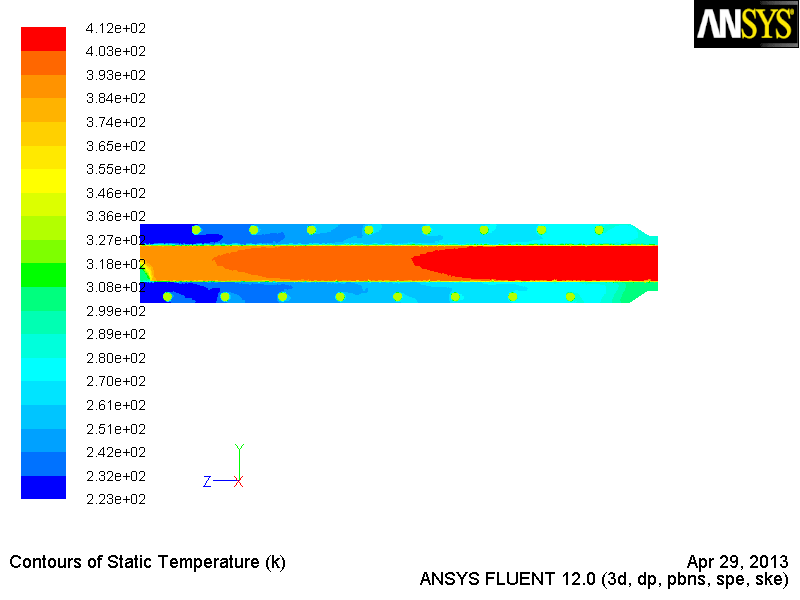 ANSYS
4.12e+02
4.03e+02
3.93e+02
3.84e+02
3.74e+02
3.65e+02
3.55e+02
3.46e+02
3.36e+02
3.27e+02
3.18e+02
3.08e+02
2.99e+02
2.89e+02
2.80e+02
2.70e+02
2.61e+02
2.51e+02
2.42e+02
2.32e+02
2.23e+02
Y
Z X
Contours of Static Temperature (k)
Apr 29, 2013
ANSYS FLUENT 12.0 (3d, dp, pbns, spe, ske)